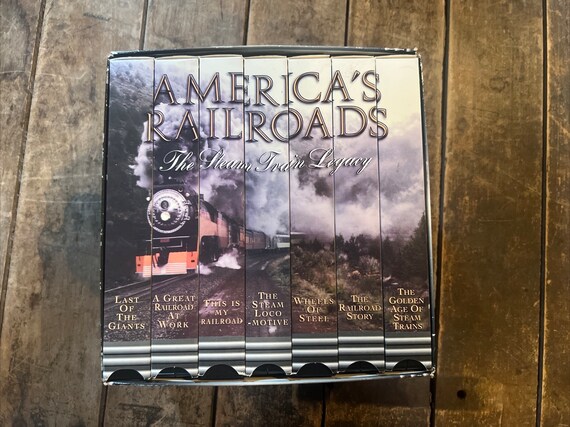 AMERICA'S
RAILROADS
The Steam Train Legacy
LAST
OF
THE
GIANTS
A GREAT
RAILROAD
AT
WORK
THIS IS
MY
RAILROAD
THE
STEAM
LOCO
-MOTIVE
WHEELS
OF
STEEL
THE
RAILROAD
STORY
THE
GOLDEN
AGE OF
STEAM
TRAINS